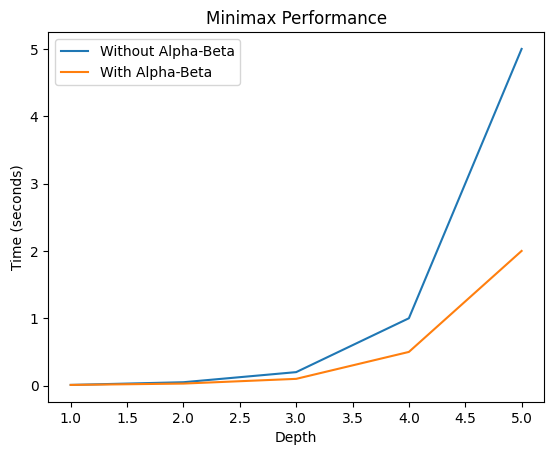 Minimax Performance
Without Alpha-Beta
With Alpha-Beta
Time (seconds)
5
4
3
2
1
0
1.0 1.5 2.0 2.5 3.0 3.5 4.0 4.5 5.0
Depth